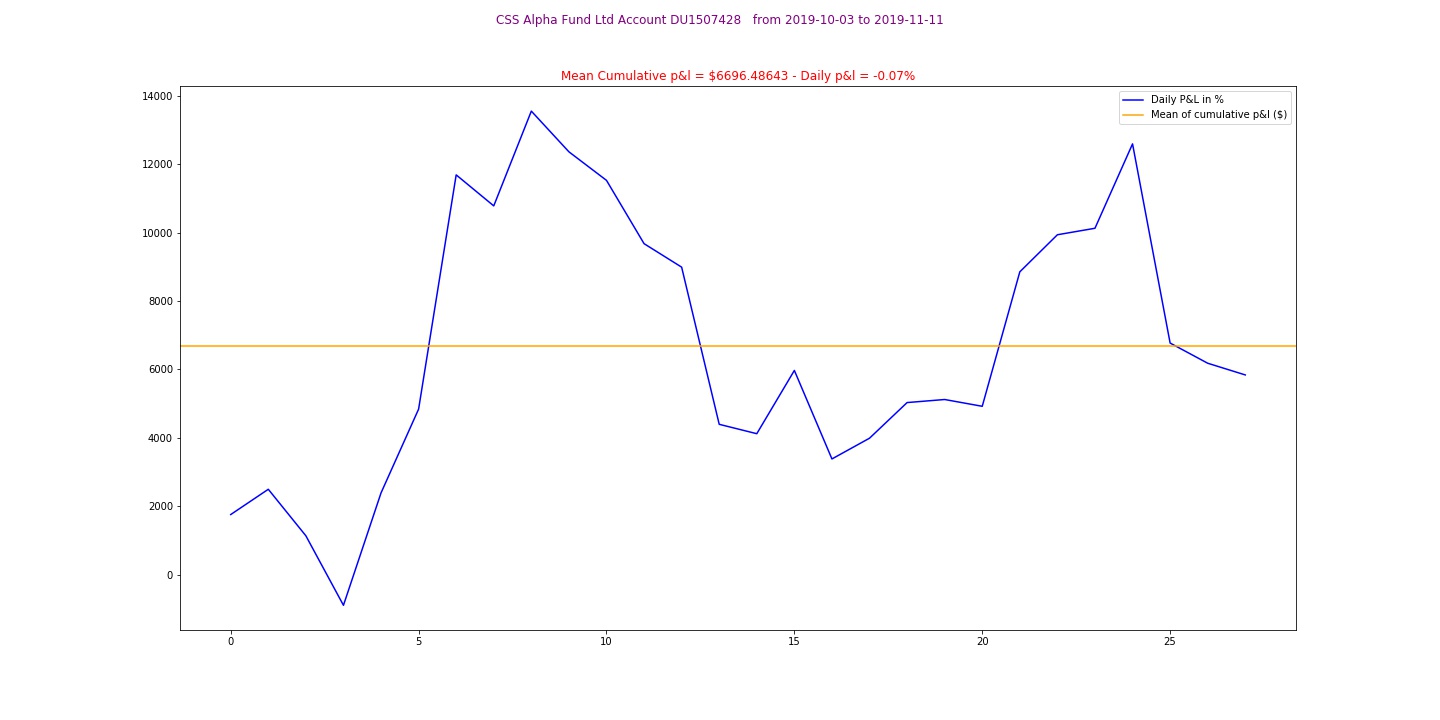 CSS Alpha Fund Ltd Account DU1507428   from 2019-10-03 to 2019-11-11
Mean Cumulative p&l = $6696.48643 - Daily p&l = -0.07%
Daily P&L in %
Mean of cumulative p&l ($)
14000
12000
10000
8000
6000
4000
2000
0
0 5 10 15 20 25